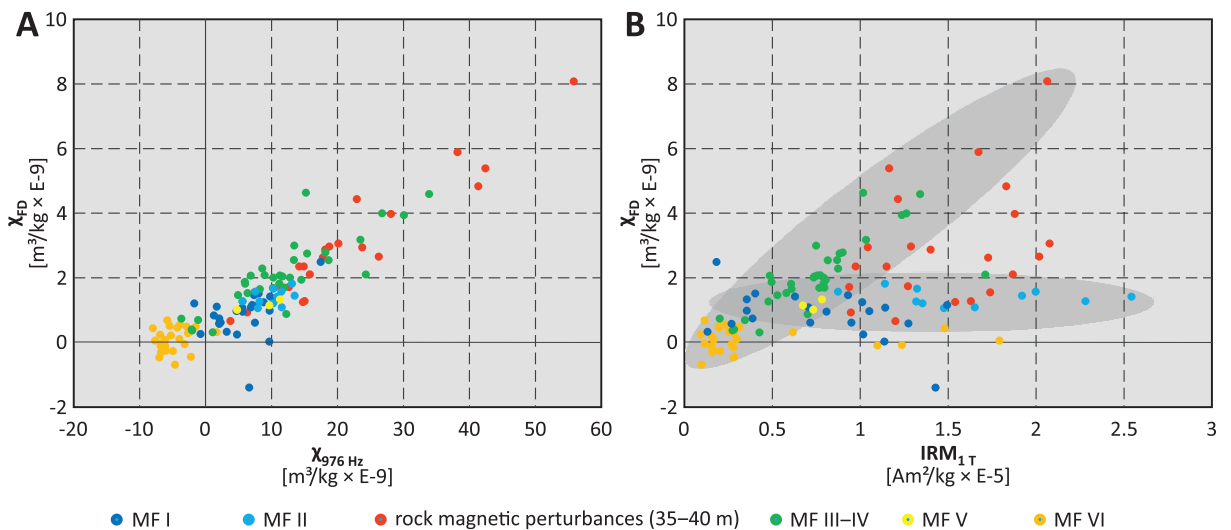 A
10
8
6
4
2
0
-2
χFD
[m³/kg × E-9]
-20 -10 0 10 20 30 40 50 60
χ976 Hz
[m³/kg × E-9]
B
10
8
6
4
2
0
-2
χFD
[m³/kg × E-9]
0 0.5 1 1.5 2 2.5 3
IRM1 T
[Am²/kg × E-5]
MF I MF II rock magnetic perturbances (35–40 m) MF III–IV MF V MF VI